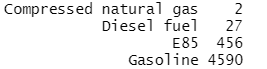 Compressed natural gas 2
Diesel fuel 27
E85 456
Gasoline 4590